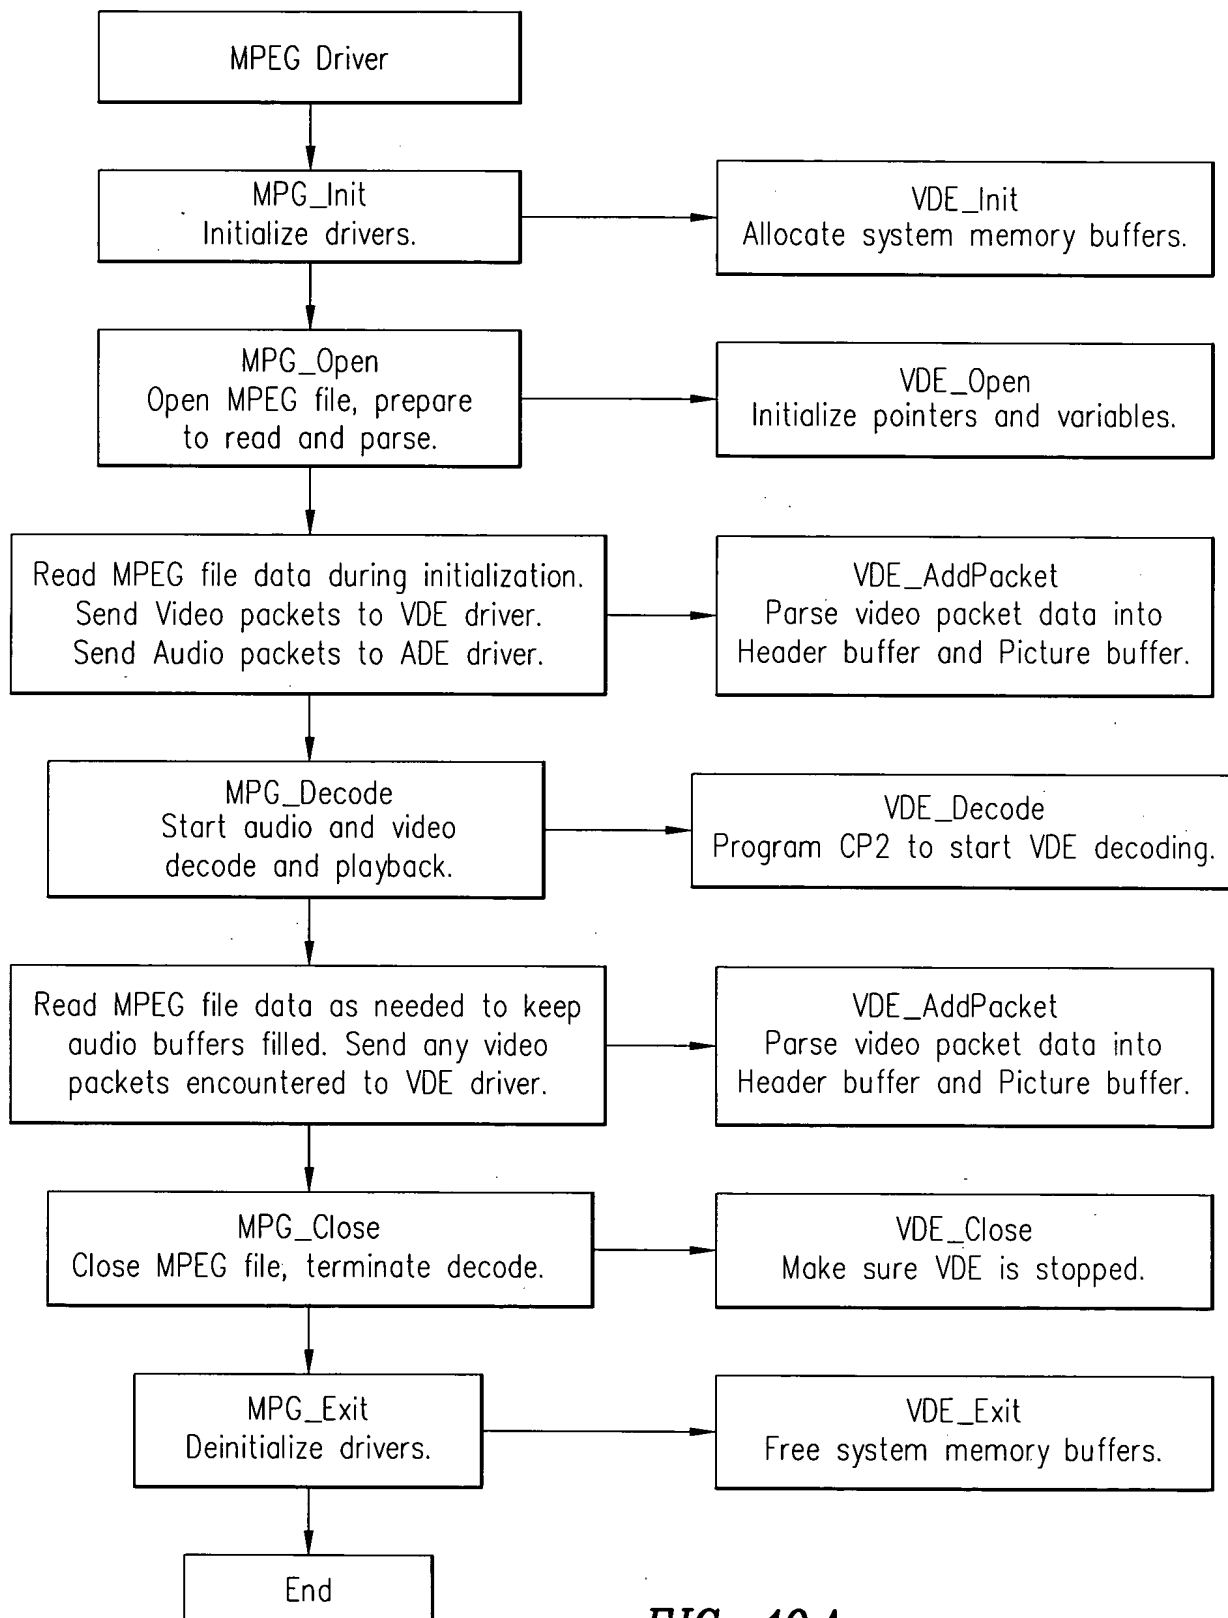 MPEG Driver
MPG_Init
Initialize drivers.
VDE_Init
Allocate system memory buffers.
MPG_Open
Open MPEG file, prepare
to read and parse.
VDE_Open
Initialize pointers and variables.
Read MPEG file data during initialization.
Send Video packets to VDE driver.
Send Audio packets to ADE driver.
VDE_AddPacket
Parse video packet data into
Header buffer and Picture buffer.
MPG_Decode
Start audio and video
decode and playback.
VDE_Decode
Program CP2 to start VDE decoding.
Read MPEG file data as needed to keep
audio buffers filled. Send any video
packets encountered to VDE driver.
VDE_AddPacket
Parse video packet data into
Header buffer and Picture buffer.
MPG_Close
Close MPEG file, terminate decode.
VDE_Close
Make sure VDE is stopped.
MPG_Exit
Deinitialize drivers.
VDE_Exit
Free system memory buffers.
End